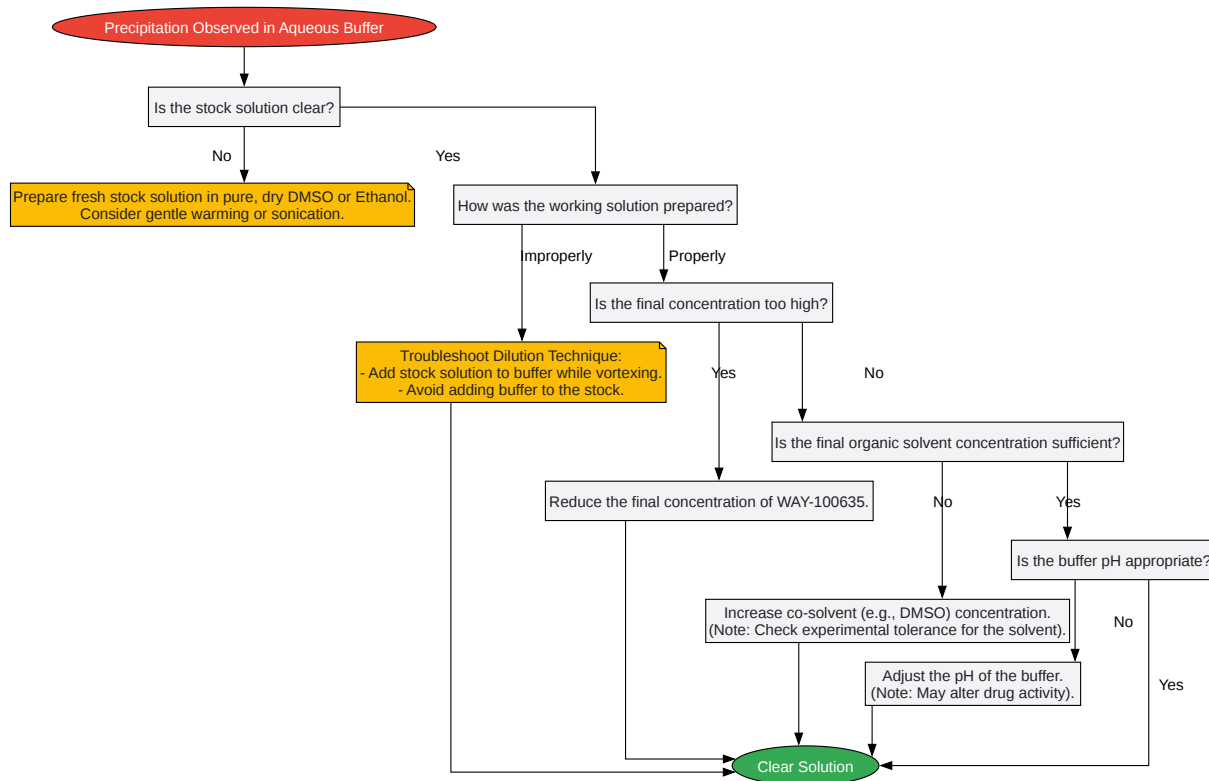 Precipitation Observed in Aqueous Buffer
Is the stock solution clear?
No
Yes
Prepare fresh stock solution in pure, dry DMSO or Ethanol.
Consider gentle warming or sonication.
How was the working solution prepared?
Improperly
Properly
Is the final concentration too high?
Troubleshoot Dilution Technique:
- Add stock solution to buffer while vortexing.
- Avoid adding buffer to the stock.
Yes
No
Is the final organic solvent concentration sufficient?
Reduce the final concentration of WAY-100635.
No
Yes
Is the buffer pH appropriate?
Increase co-solvent (e.g., DMSO) concentration.
(Note: Check experimental tolerance for the solvent).
No
Adjust the pH of the buffer.
(Note: May alter drug activity).
Yes
Clear Solution